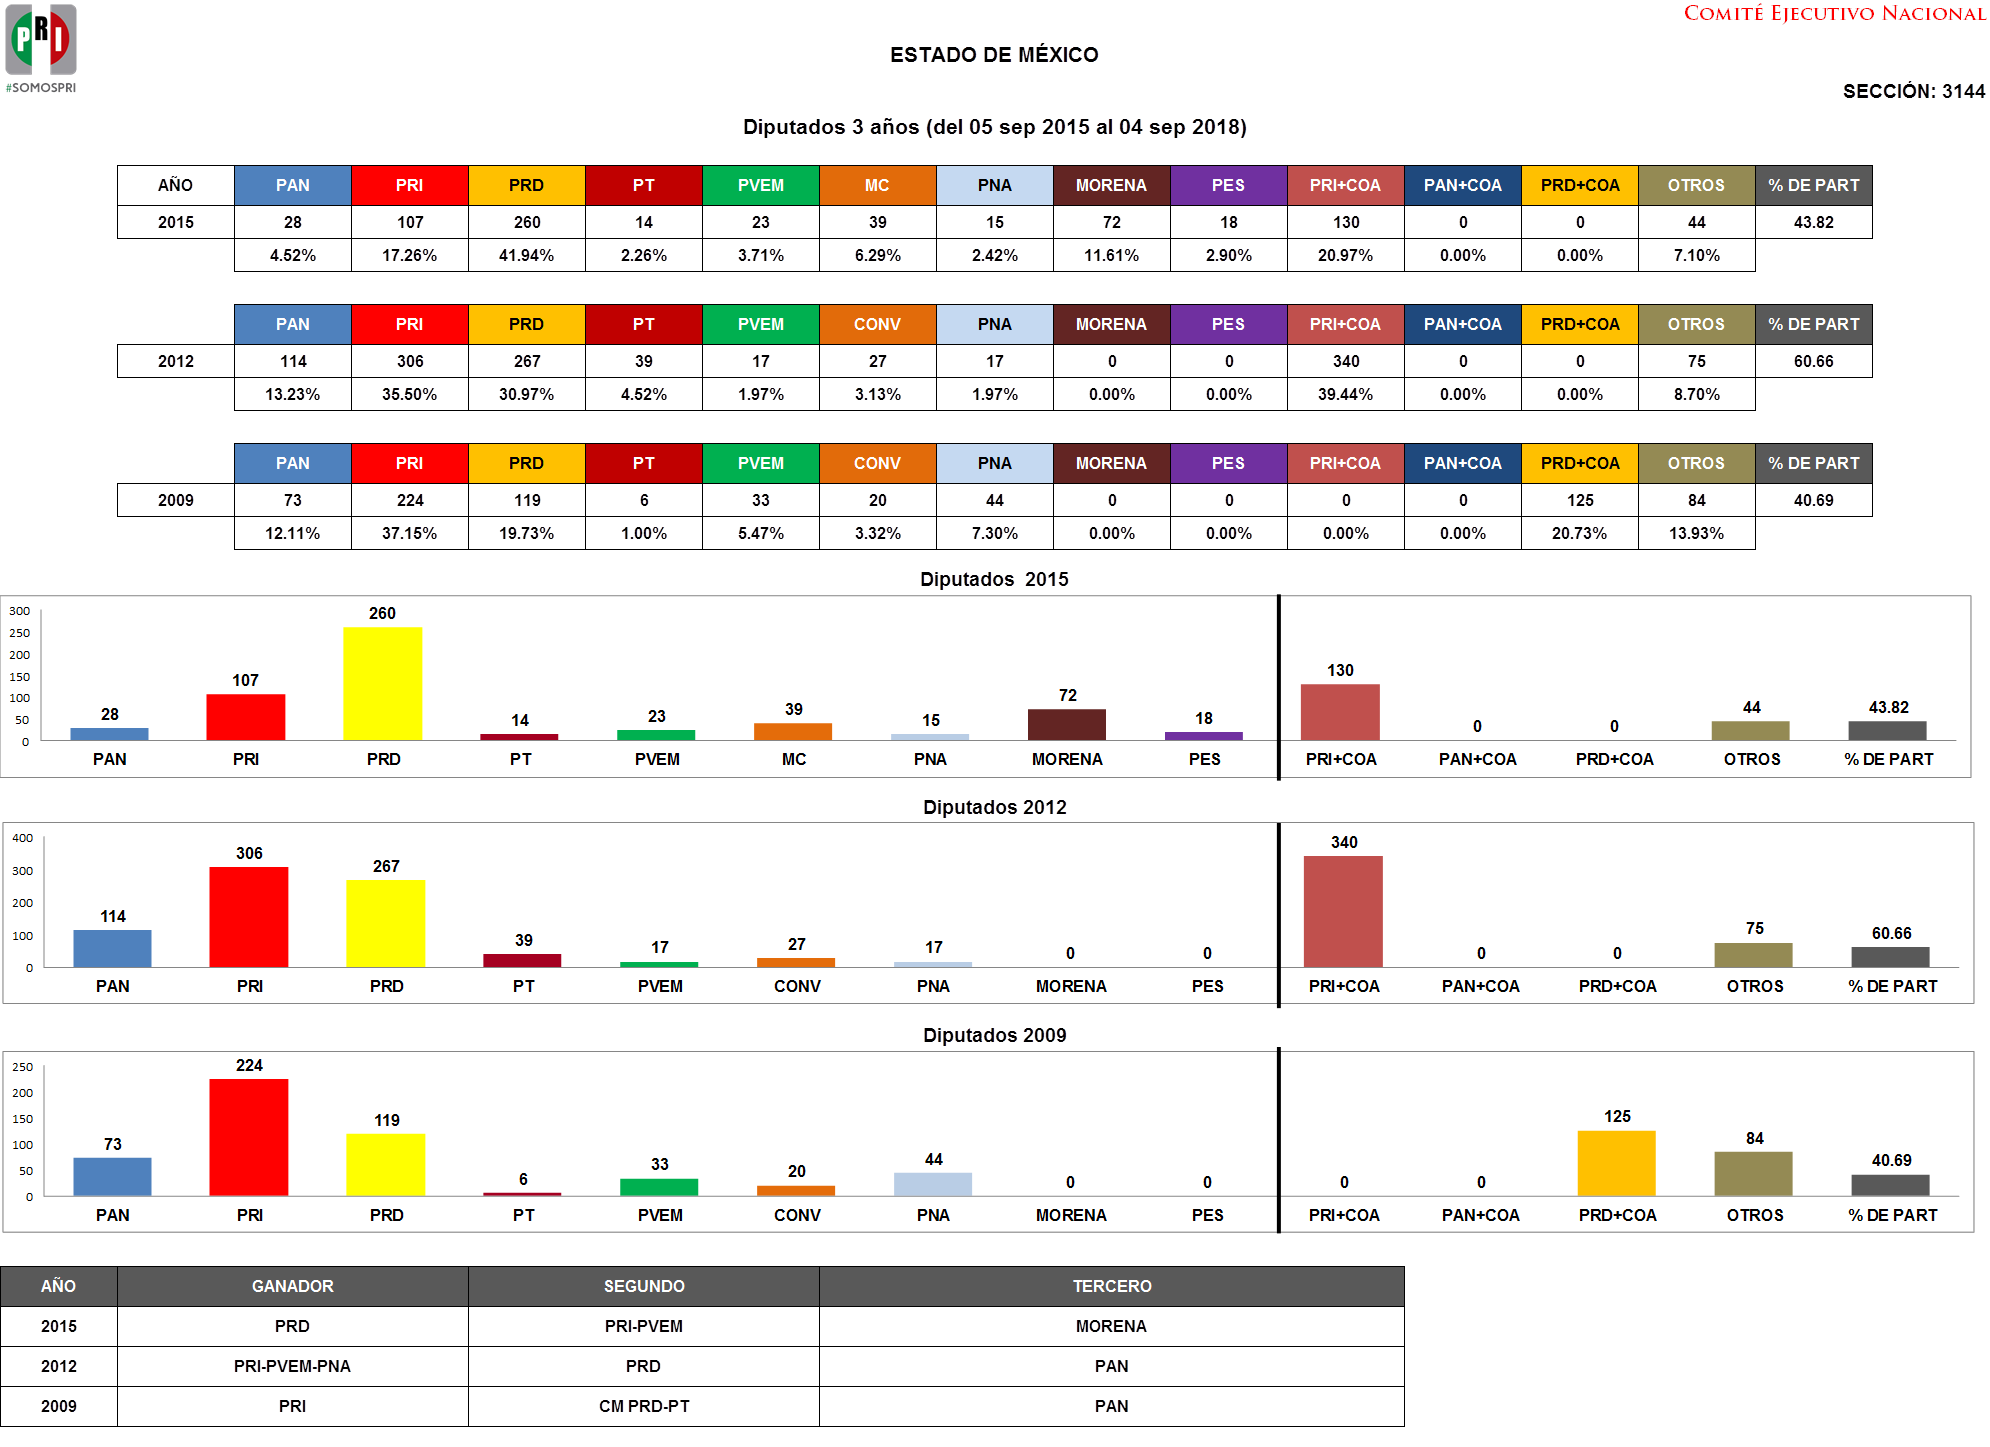 PRI
COMITÉ EJECUTIVO NACIONAL
ESTADO DE MÉXICO
#SOMOSPRI
SECCIÓN: 3144
Diputados 3 años (del 05 sep 2015 al 04 sep 2018)
AÑO PAN PRI PRD PT PVEM MC PNA MORENA PES PRI+COA PAN+COA PRD+COA OTROS % DE PART
2015 28 107 260 14 23 39 15 72 18 130 0 0 44 43.82
4.52% 17.26% 41.94% 2.26% 3.71% 6.29% 2.42% 11.61% 2.90% 20.97% 0.00% 0.00% 7.10%
PAN PRI PRD PT PVEM CONV PNA MORENA PES PRI+COA PAN+COA PRD+COA OTROS % DE PART
2012 114 306 267 39 17 27 17 0 0 340 0 0 75 60.66
13.23% 35.50% 30.97% 4.52% 1.97% 3.13% 1.97% 0.00% 0.00% 39.44% 0.00% 0.00% 8.70%
PAN PRI PRD PT PVEM CONV PNA MORENA PES PRI+COA PAN+COA PRD+COA OTROS % DE PART
2009 73 224 119 6 33 20 44 0 0 0 0 125 84 40.69
12.11% 37.15% 19.73% 1.00% 5.47% 3.32% 7.30% 0.00% 0.00% 0.00% 0.00% 20.73% 13.93%
Diputados 2015
300
250
200
150
100
50
0
28 107 260 14 23 39 15 72 18 130 0 0 44 43.82
PAN PRI PRD PT PVEM MC PNA MORENA PES PRI+COA PAN+COA PRD+COA OTROS % DE PART
Diputados 2012
400
300
200
100
0
114 306 267 39 17 27 17 0 0 340 0 0 75 60.66
PAN PRI PRD PT PVEM CONV PNA MORENA PES PRI+COA PAN+COA PRD+COA OTROS % DE PART
Diputados 2009
250
200
150
100
50
0
73 224 119 6 33 20 44 0 0 0 0 125 84 40.69
PAN PRI PRD PT PVEM CONV PNA MORENA PES PRI+COA PAN+COA PRD+COA OTROS % DE PART
AÑO GANADOR SEGUNDO TERCERO
2015 PRD PRI-PVEM MORENA
2012 PRI-PVEM-PNA PRD PAN
2009 PRI CM PRD-PT PAN